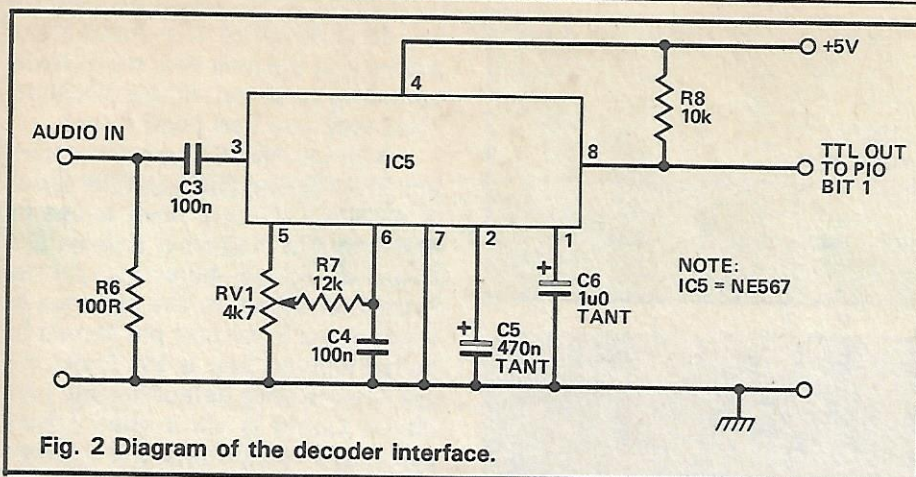 4
+5V
R8
10k
AUDIO IN
3
IC5
8
TTL OUT
TO PIO
BIT 1
C3
100n
5
6
7
2
1
R7
12k
NOTE:
IC5 = NE567
R6
100R
RV1
4k7
+
C6
1u0
TANT
C4
100n
+
C5
470n
TANT
Fig. 2 Diagram of the decoder interface.